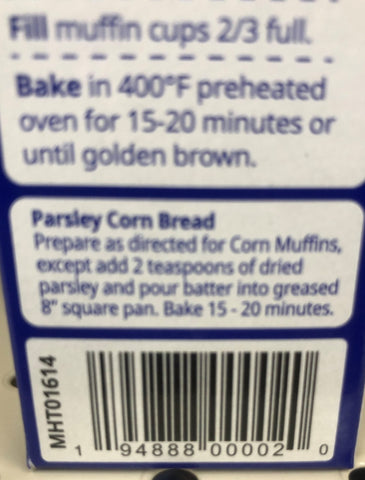 Fill muffin cups 2/3 full.
Bake in 400°F preheated
oven for 15-20 minutes or
until golden brown.
Parsley Corn Bread
Prepare as directed for Corn Muffins,
except add 2 teaspoons of dried
parsley and pour batter into greased
8" square pan. Bake 15 - 20 minutes.
MHT01614
1 94888 00002 0